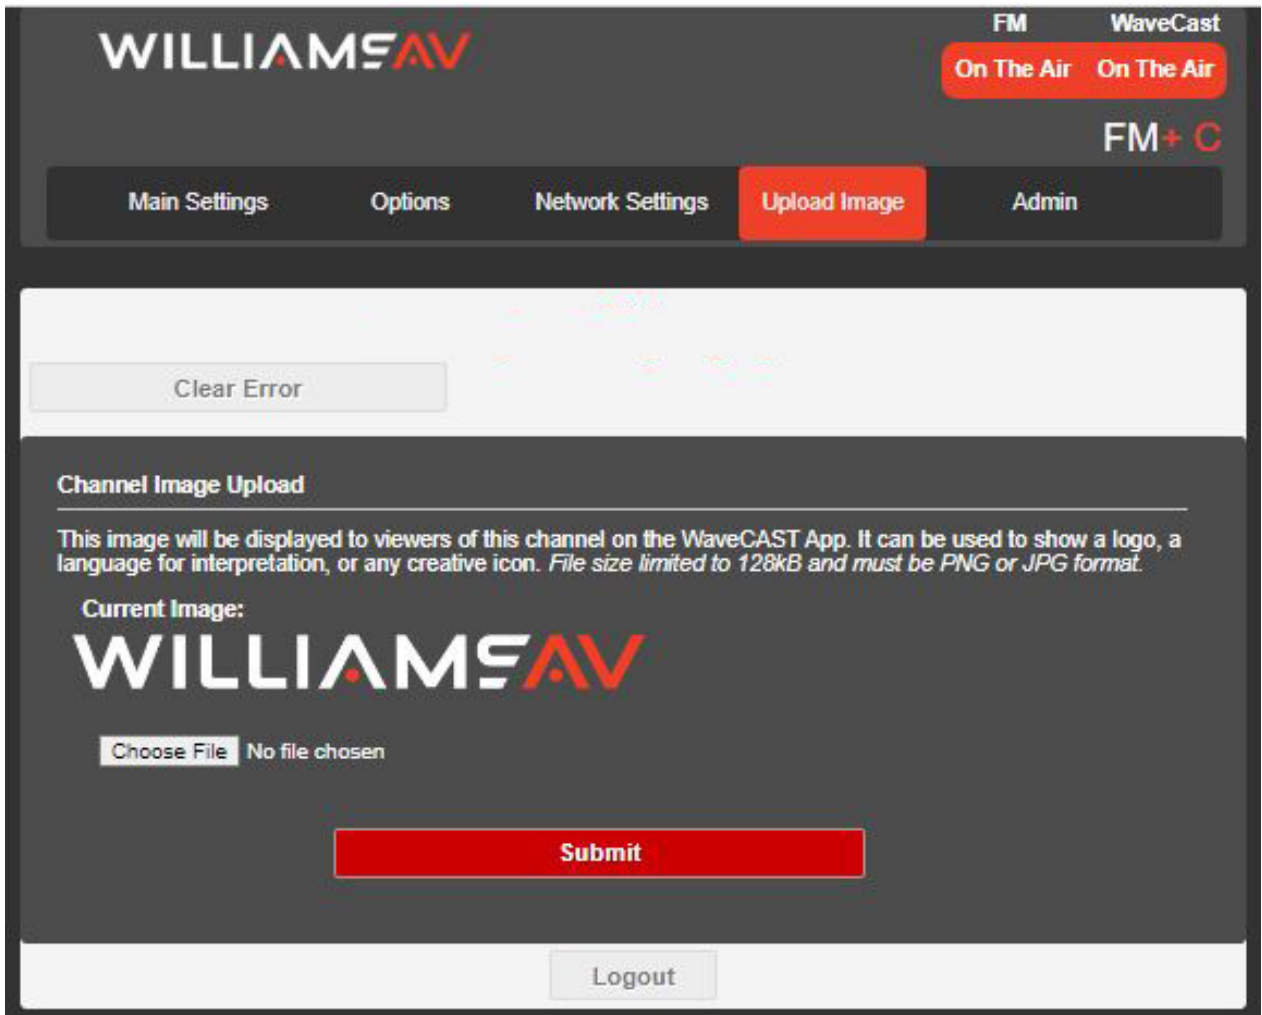 WILLIAMSAV
FM WaveCast
On The Air On The Air
FM+ C
Main Settings Options Network Settings Upload Image Admin
Clear Error
Channel Image Upload
This image will be displayed to viewers of this channel on the WaveCAST App. It can be used to show a logo, a
language for interpretation, or any creative icon. File size limited to 128kB and must be PNG or JPG format.
Current Image:
WILLIAMSAV
Choose File No file chosen
Submit
Logout